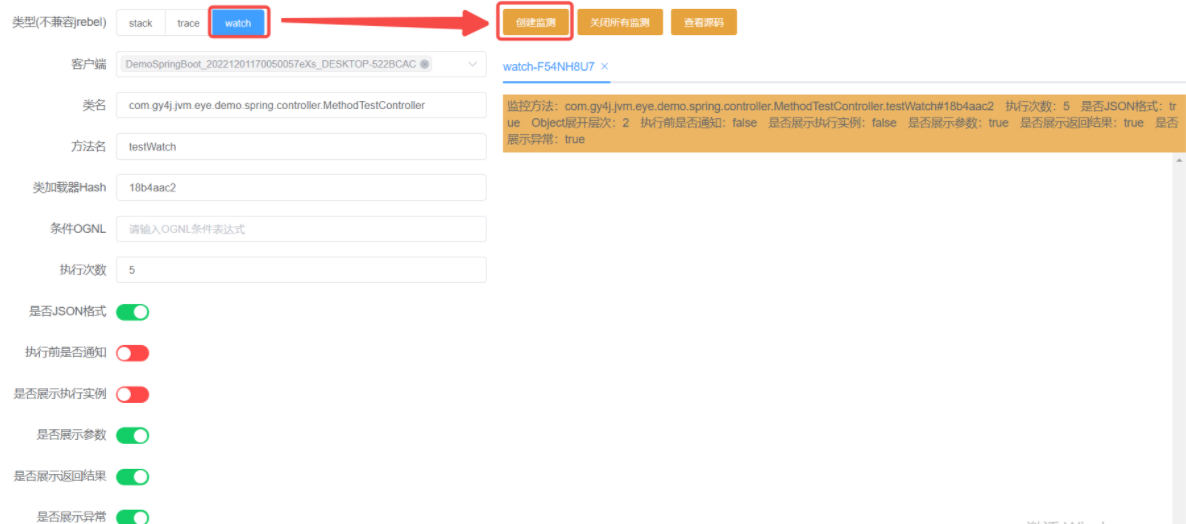 类型(不兼容jrebel)
stack
trace
watch
创建监测
关闭所有监测
查看源码
客户端
DemoSpringBoot_20221201170050057eXs_DESKTOP-522BCAC
类名
com.gy4j.jvm.eye.demo.spring.controller.MethodTestController
方法名
testWatch
类加载器Hash
18b4aac2
条件OGNL
请输入OGNL条件表达式
执行次数
5
是否JSON格式
执行前是否通知
是否展示执行实例
是否展示参数
是否展示返回结果
是否展示异常
watch-F54NH8U7
监控方法：com.gy4j.jvm.eye.demo.spring.controller.MethodTestController.testWatch#18b4aac2 执行次数：5 是否JSON格式：tr
ue Object展开层次：2 执行前是否通知：false 是否展示执行实例：false 是否展示参数：true 是否展示返回结果：true 是否
展示异常：true